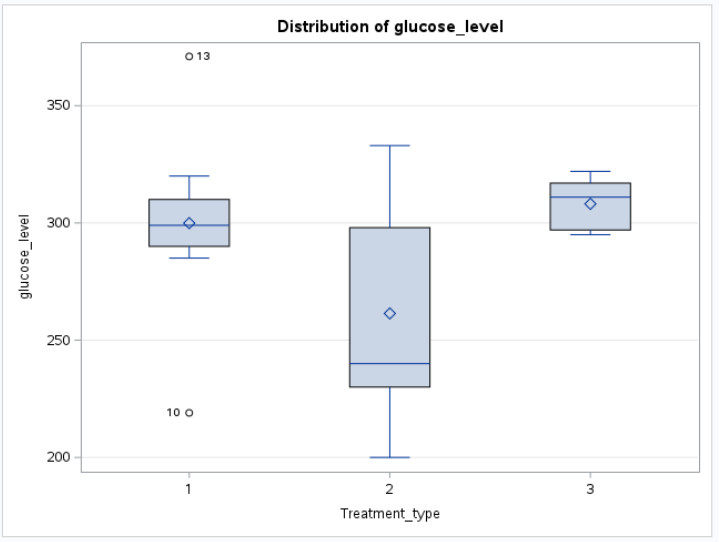 Distribution of glucose_level
13
350
300
250
10
200
glucose_level
1 2 3
Treatment_type